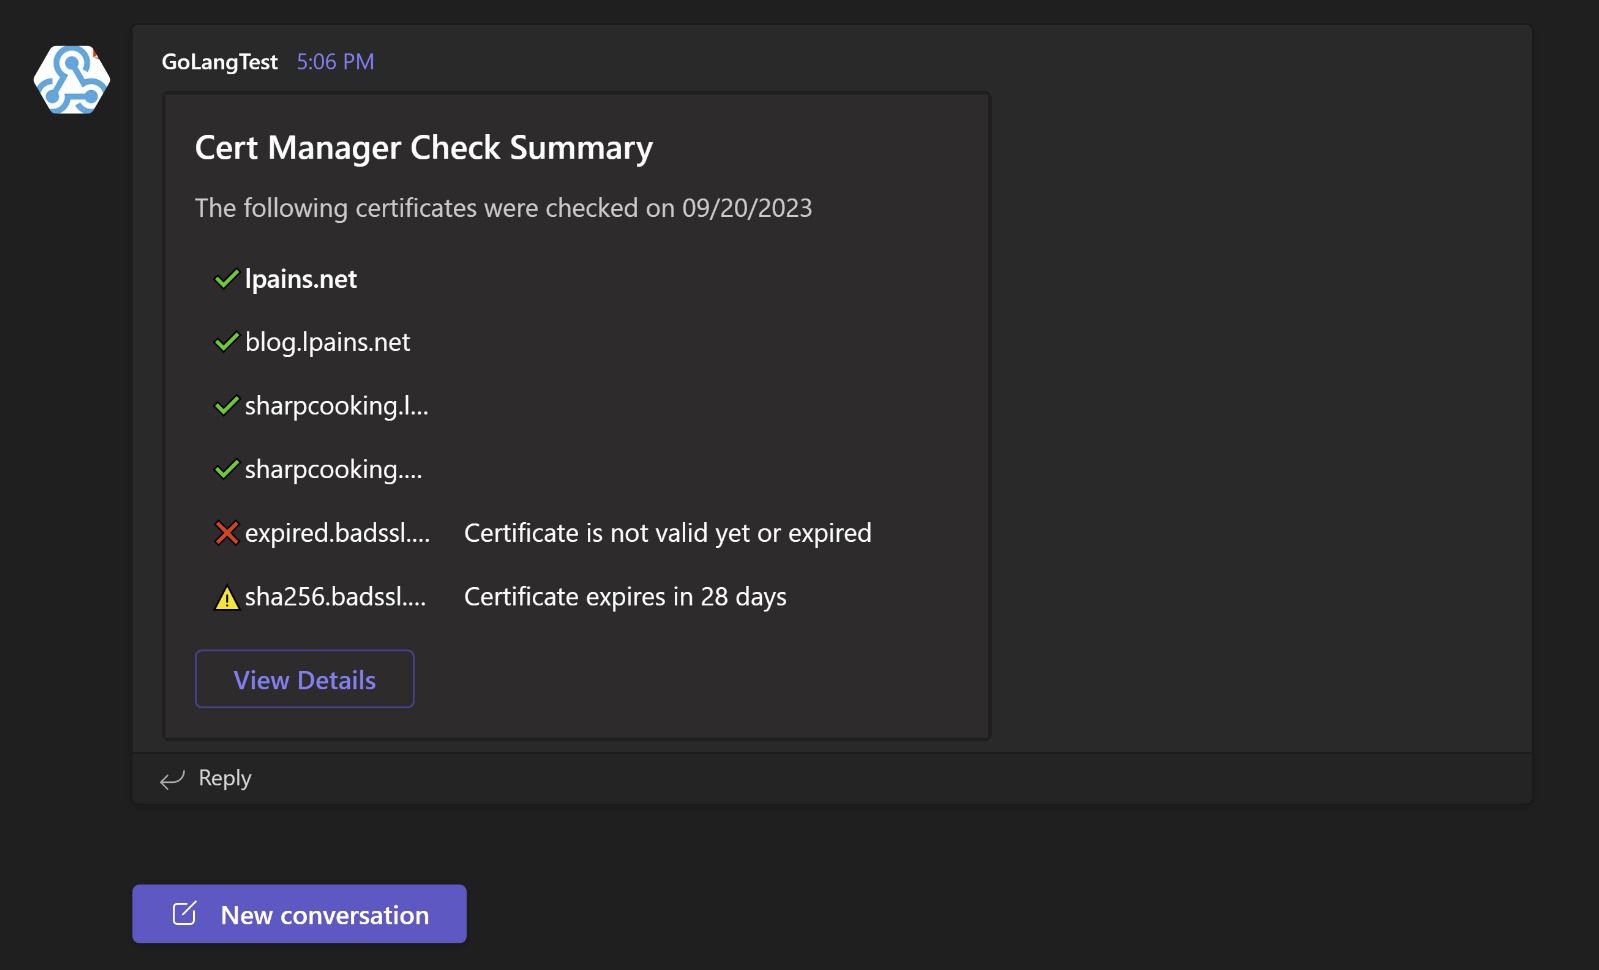 GoLangTest 5:06 PM
Cert Manager Check Summary
The following certificates were checked on 09/20/2023
lpains.net
blog.lpains.net
sharpcooking.l...
sharpcooking....
expired.badssl.... Certificate is not valid yet or expired
sha256.badssl.... Certificate expires in 28 days
View Details
Reply
New conversation